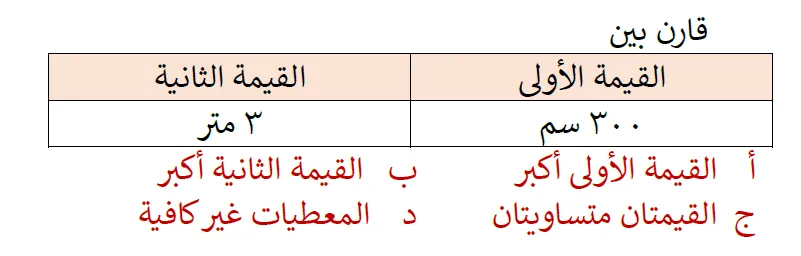 قارن بين
القيمة الأولى القيمة الثانية
٣٠٠ سم ٣ متر
أ القيمة الأولى أكبر ب القيمة الثانية أكبر
ج القيمتان متساويتان د المعطيات غير كافية